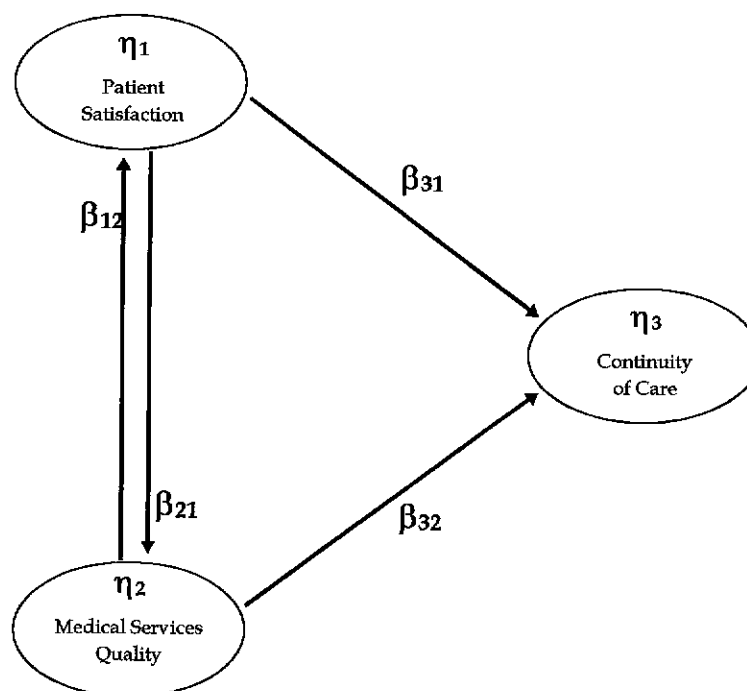 η1
Patient
Satisfaction
β12
β31
η3
Continuity
of Care
β21
β32
η2
Medical Services
Quality